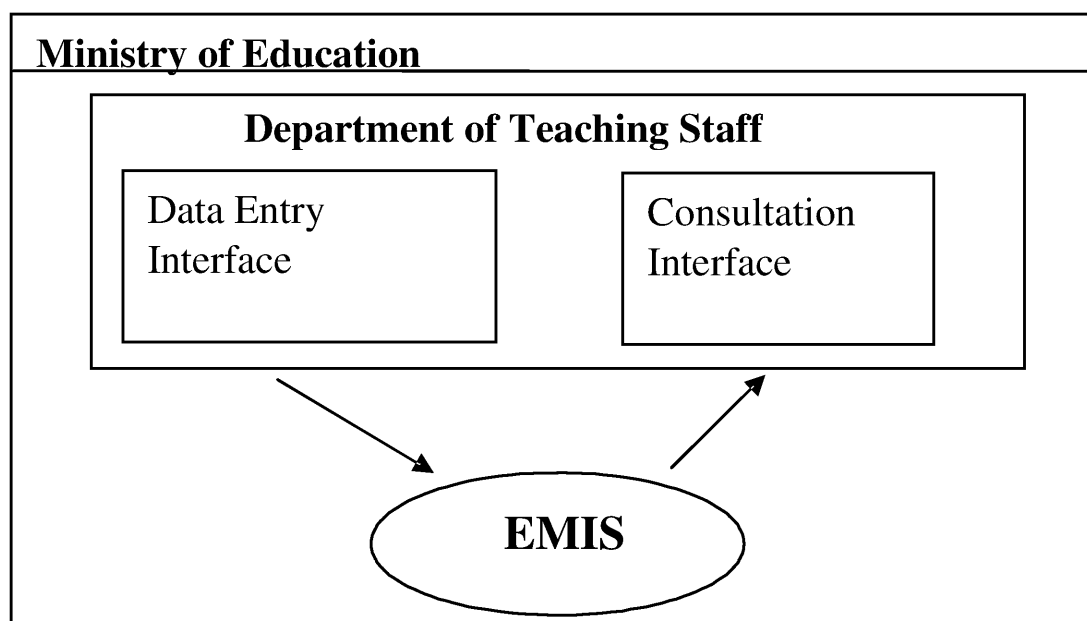 Ministry of Education
Department of Teaching Staff
Data Entry
Interface
Consultation
Interface
EMIS